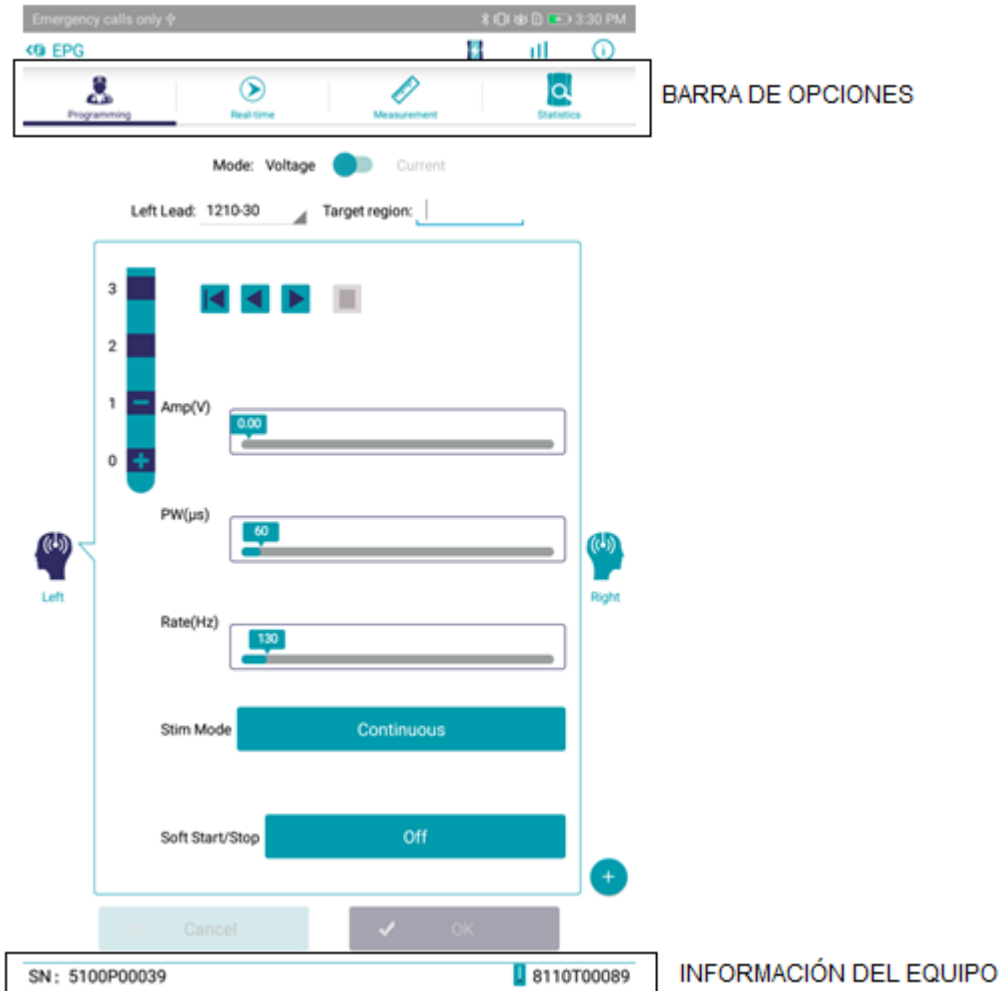 Emergency calls only 3:30 PM
EPG
Programming Real-time Measurement Statistics
BARRA DE OPCIONES
Mode: Voltage Current
Left Lead: 1210-30 Target region:
3
2
1 − Amp(V) 0.00
0 +
PW(μs) 60
Left Right
Rate(Hz) 130
Stim Mode Continuous
Soft Start/Stop Off
+
Cancel OK
SN: 5100P00039 8110T00089
INFORMACIÓN DEL EQUIPO